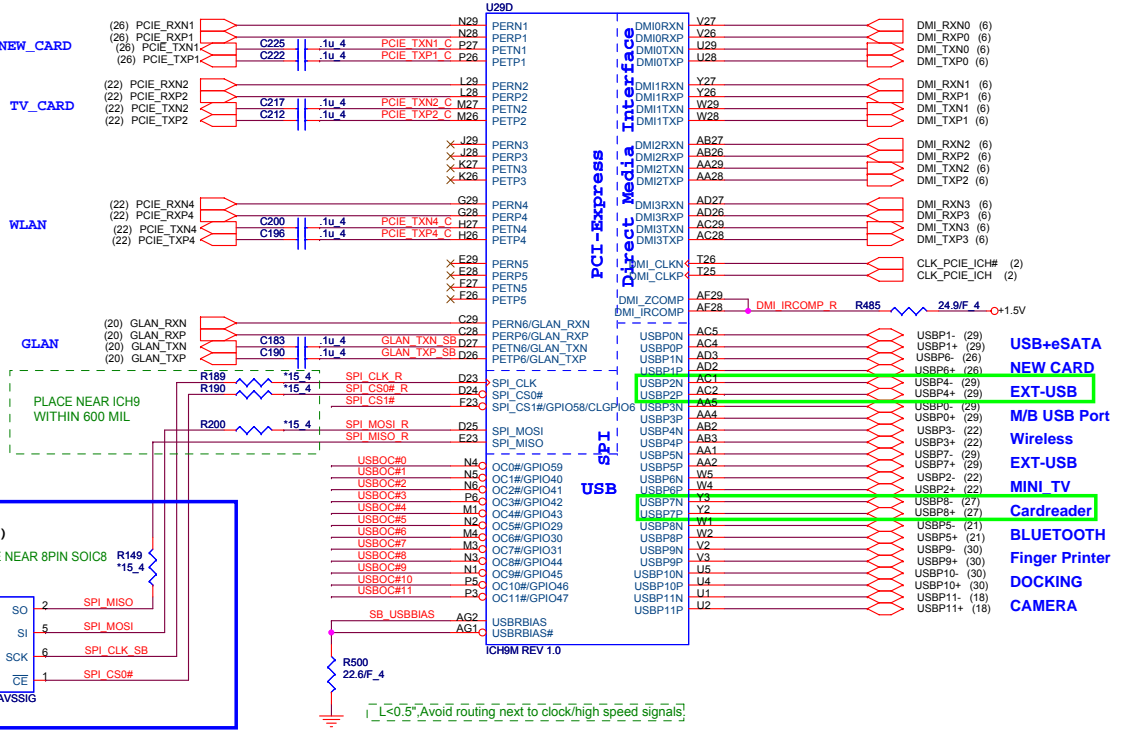 U29D
NEW_CARD
(26) PCIE_RXN1 N29 PERN1
(26) PCIE_RXP1 N28 PERP1
(26) PCIE_TXN1 C225 .1u_4 PCIE_TXN1_C P27 PETN1
(26) PCIE_TXP1 C222 .1u_4 PCIE_TXP1_C P26 PETP1
TV_CARD
(22) PCIE_RXN2 L29 PERN2
(22) PCIE_RXP2 L28 PERP2
(22) PCIE_TXN2 C217 .1u_4 PCIE_TXN2_C M27 PETN2
(22) PCIE_TXP2 C212 .1u_4 PCIE_TXP2_C M26 PETP2
J29 PERN3
J28 PERP3
K27 PETN3
K26 PETP3
WLAN
(22) PCIE_RXN4 G29 PERN4
(22) PCIE_RXP4 G28 PERP4
(22) PCIE_TXN4 C200 .1u_4 PCIE_TXN4_C H27 PETN4
(22) PCIE_TXP4 C196 .1u_4 PCIE_TXP4_C H26 PETP4
E29 PERN5
E28 PERP5
F27 PETN5
F26 PETP5
GLAN
(20) GLAN_RXN C29 PERN6/GLAN_RXN
(20) GLAN_RXP C28 PERP6/GLAN_RXP
(20) GLAN_TXN C183 .1u_4 GLAN_TXN_SB D27 PETN6/GLAN_TXN
(20) GLAN_TXP C190 .1u_4 GLAN_TXP_SB D26 PETP6/GLAN_TXP
PLACE NEAR ICH9
WITHIN 600 MIL
R189 *15_4 SPI_CLK_R D23 SPI_CLK
R190 *15_4 SPI_CS0#_R D24 SPI_CS0#
SPI_CS1# F23 SPI_CS1#/GPIO58/CLGPIO6
R200 *15_4 SPI_MOSI_R D25 SPI_MOSI
SPI_MISO_R E23 SPI_MISO
USBOC#0 N4 OC0#/GPIO59
USBOC#1 N5 OC1#/GPIO40
USBOC#2 N6 OC2#/GPIO41
USBOC#3 P6 OC3#/GPIO42
USBOC#4 M1 OC4#/GPIO43
USBOC#5 N2 OC5#/GPIO29
USBOC#6 M4 OC6#/GPIO30
USBOC#7 M3 OC7#/GPIO31
USBOC#8 N3 OC8#/GPIO44
USBOC#9 N1 OC9#/GPIO45
USBOC#10 P5 OC10#/GPIO46
USBOC#11 P3 OC11#/GPIO47
SB_USBBIAS AG2 USBRBIAS
AG1 USBRBIAS#
ICH9M REV 1.0
R500
22.6/F_4
L<0.5",Avoid routing next to clock/high speed signals!
)
E NEAR 8PIN SOIC8
R149
*15_4
SO 2 SPI_MISO
SI 5 SPI_MOSI
SCK 6 SPI_CLK_SB
CE 1 SPI_CS0#
AVSSIG
PCI-Express
Direct Media Interface
SPI
USB
DMI0RXN V27 DMI_RXN0 (6)
DMI0RXP V26 DMI_RXP0 (6)
DMI0TXN U29 DMI_TXN0 (6)
DMI0TXP U28 DMI_TXP0 (6)
DMI1RXN Y27 DMI_RXN1 (6)
DMI1RXP Y26 DMI_RXP1 (6)
DMI1TXN W29 DMI_TXN1 (6)
DMI1TXP W28 DMI_TXP1 (6)
DMI2RXN AB27 DMI_RXN2 (6)
DMI2RXP AB26 DMI_RXP2 (6)
DMI2TXN AA29 DMI_TXN2 (6)
DMI2TXP AA28 DMI_TXP2 (6)
DMI3RXN AD27 DMI_RXN3 (6)
DMI3RXP AD26 DMI_RXP3 (6)
DMI3TXN AC29 DMI_TXN3 (6)
DMI3TXP AC28 DMI_TXP3 (6)
DMI_CLKN T26 CLK_PCIE_ICH# (2)
DMI_CLKP T25 CLK_PCIE_ICH (2)
DMI_ZCOMP AF29
DMI_IRCOMP AF28 DMI_IRCOMP_R R485 24.9/F_4 +1.5V
USBP0N AC5 USBP1- (29)
USBP0P AC4 USBP1+ (29) USB+eSATA
USBP1N AD3 USBP6- (26)
USBP1P AD2 USBP6+ (26) NEW CARD
USBP2N AC1 USBP4- (29)
USBP2P AC2 USBP4+ (29) EXT-USB
USBP3N AA5 USBP0- (29)
USBP3P AA4 USBP0+ (29) M/B USB Port
USBP4N AB2 USBP3- (22)
USBP4P AB3 USBP3+ (22) Wireless
USBP5N AA1 USBP7- (29)
USBP5P AA2 USBP7+ (29) EXT-USB
USBP6N W5 USBP2- (22)
USBP6P W4 USBP2+ (22) MINI_TV
USBP7N Y3 USBP8- (27)
USBP7P Y2 USBP8+ (27) Cardreader
USBP8N W1 USBP5- (21)
USBP8P W2 USBP5+ (21) BLUETOOTH
USBP9N V2 USBP9- (30)
USBP9P V3 USBP9+ (30) Finger Printer
USBP10N U5 USBP10- (30)
USBP10P U4 USBP10+ (30) DOCKING
USBP11N U1 USBP11- (18)
USBP11P U2 USBP11+ (18) CAMERA